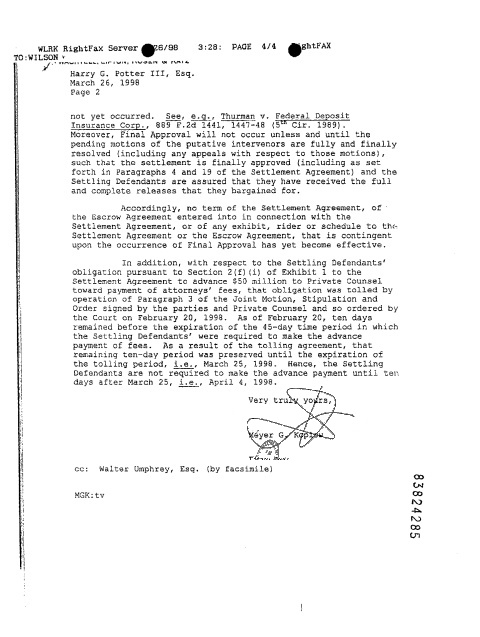 WLRK RightFax Server 26/98 3:28: PAGE 4/4 RightFAX
TO:WILSON
Harry G. Potter III, Esq.
March 26, 1998
Page 2
not yet occurred. See, e.g., Thurman v. Federal Deposit
Insurance Corp., 889 F.2d 1441, 1447-48 (5th Cir. 1989).
Moreover, Final Approval will not occur unless and until the
pending motions of the putative intervenors are fully and finally
resolved (including any appeals with respect to those motions),
such that the settlement is finally approved (including as set
forth in Paragraphs 4 and 19 of the Settlement Agreement) and the
Settling Defendants are assured that they have received the full
and complete releases that they bargained for.
Accordingly, no term of the Settlement Agreement, of
the Escrow Agreement entered into in connection with the
Settlement Agreement, or of any exhibit, rider or schedule to the
Settlement Agreement or the Escrow Agreement, that is contingent
upon the occurrence of Final Approval has yet become effective.
In addition, with respect to the Settling Defendants'
obligation pursuant to Section 2(f)(i) of Exhibit 1 to the
Settlement Agreement to advance $50 million to Private Counsel
toward payment of attorneys' fees, that obligation was tolled by
operation of Paragraph 3 of the Joint Motion, Stipulation and
Order signed by the parties and Private Counsel and so ordered by
the Court on February 20, 1998. As of February 20, ten days
remained before the expiration of the 45-day time period in which
the Settling Defendants' were required to make the advance
payment of fees. As a result of the tolling agreement, that
remaining ten-day period was preserved until the expiration of
the tolling period, i.e., March 25, 1998. Hence, the Settling
Defendants are not required to make the advance payment until ten
days after March 25, i.e., April 4, 1998.
Very truly yours,
Meyer G. Koplow
cc: Walter Umphrey, Esq. (by facsimile)
MGK:tv
83824285